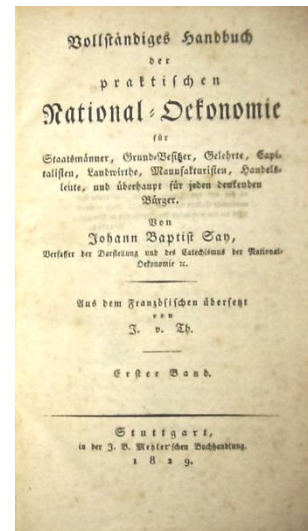 Vollständiges Handbuch
der
praktischen
National-Oekonomie
für
Staatsmänner, Grund-Besitzer, Gelehrte, Capi-
talisten, Landwirthe, Manufakturisten, Handels-
leute, und überhaupt für jeden denkenden
Bürger.
Von
Johann Baptist Say,
Verfasser der Darstellung und des Catechismus der National-
Oekonomie ꝛc.
Aus dem Französischen übersetzt
von
J. v. Th.
Erster Band.
Stuttgart,
in der J. B. Metzler'schen Buchhandlung.
1829.